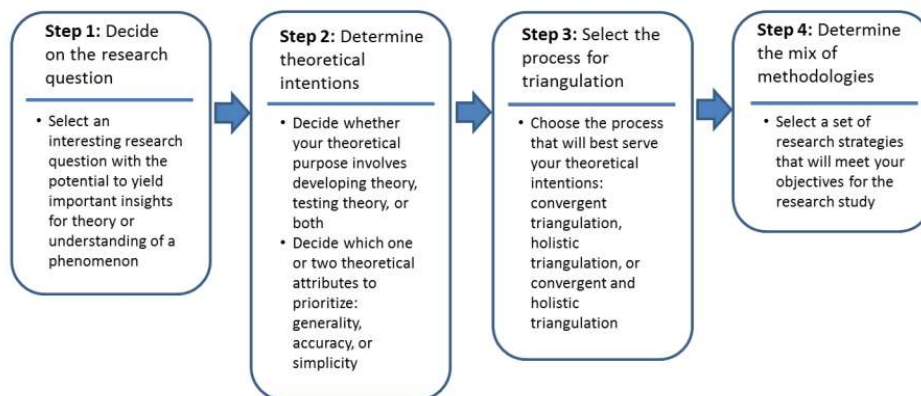 Step 1: Decide
on the research
question
• Select an
interesting research
question with the
potential to yield
important insights
for theory or
understanding of a
phenomenon
Step 2: Determine
theoretical
intentions
• Decide whether
your theoretical
purpose involves
developing theory,
testing theory, or
both
• Decide which one
or two theoretical
attributes to
prioritize:
generality,
accuracy, or
simplicity
Step 3: Select the
process for
triangulation
• Choose the process
that will best serve
your theoretical
intentions:
convergent
triangulation,
holistic
triangulation, or
convergent and
holistic
triangulation
Step 4: Determine
the mix of
methodologies
• Select a set of
research strategies
that will meet your
objectives for the
research study